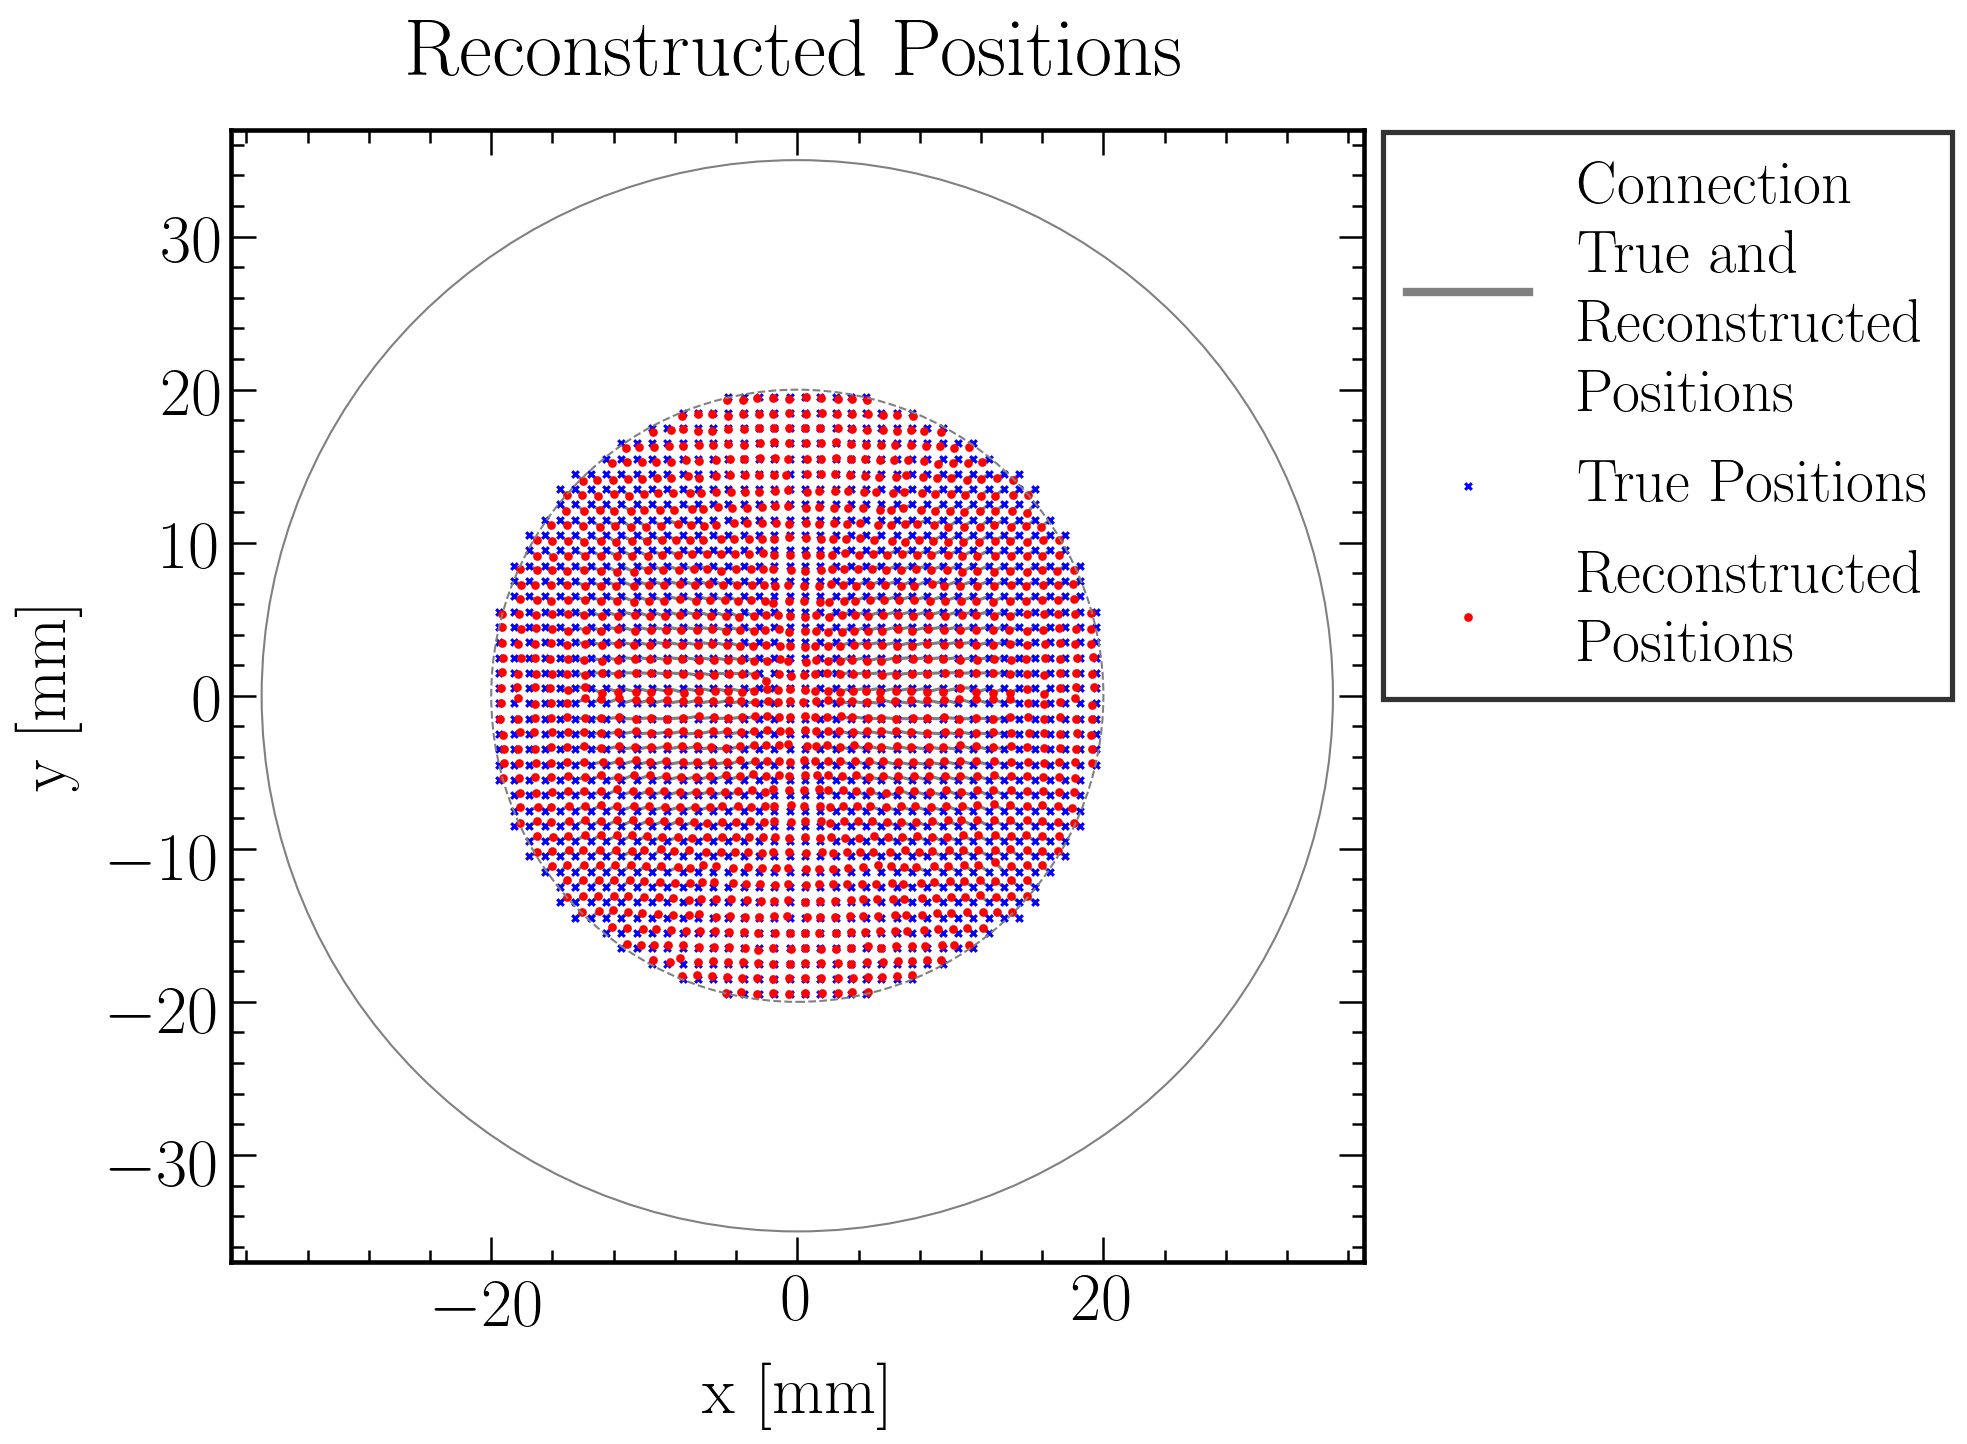 Reconstructed Positions
Connection
True and
Reconstructed
Positions
True Positions
Reconstructed
Positions
30
20
10
0
−10
−20
−30
y [mm]
−20
0
20
x [mm]